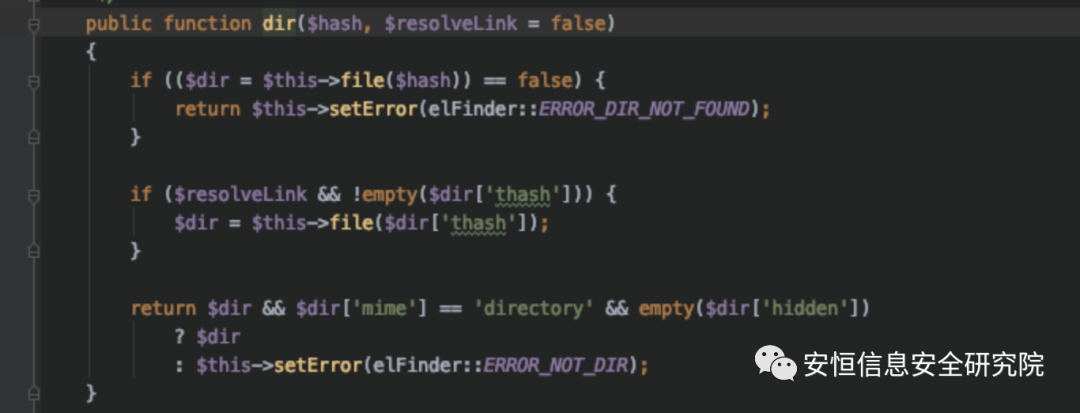 public function dir($hash, $resolveLink = false)
{
if (($dir = $this->file($hash)) == false) {
return $this->setError(elFinder::ERROR_DIR_NOT_FOUND);
}
if ($resolveLink && !empty($dir['thash'])) {
$dir = $this->file($dir['thash']);
}
return $dir && $dir['mime'] == 'directory' && empty($dir['hidden'])
? $dir
: $this->setError(elFinder::ERROR_NOT_DIR);
}
安恒信息安全研究院